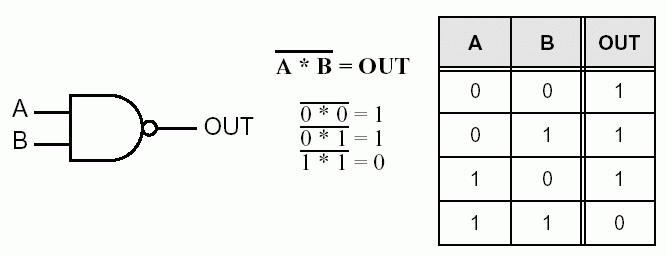 A
B
OUT
A * B = OUT
0 * 0 = 1
0 * 1 = 1
1 * 1 = 0
A B OUT
0 0 1
0 1 1
1 0 1
1 1 0